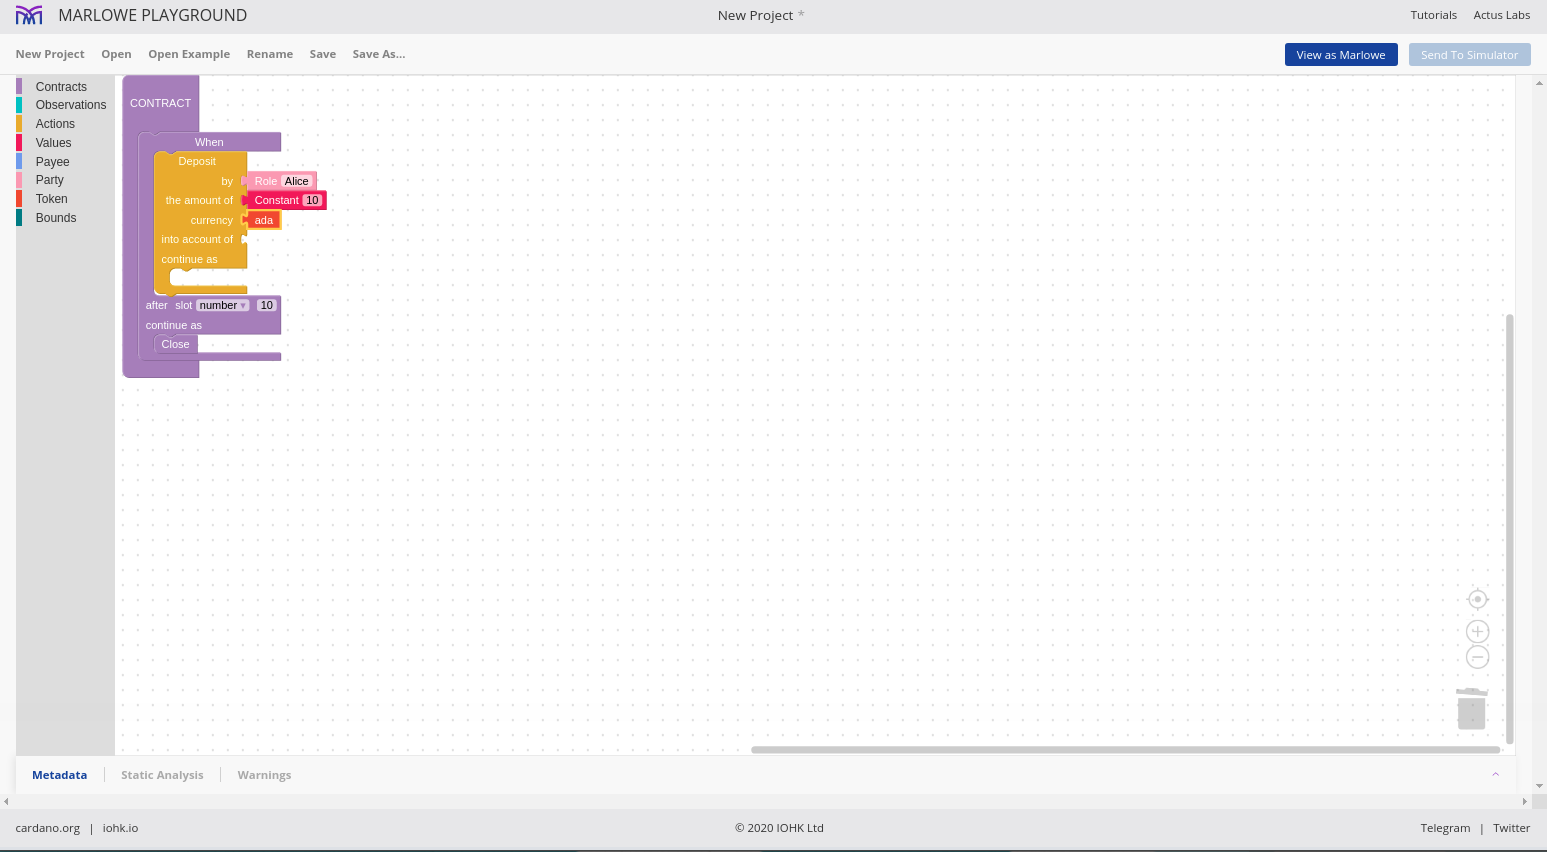 MARLOWE PLAYGROUND
New Project *
Tutorials Actus Labs
New Project Open Open Example Rename Save Save As...
View as Marlowe Send To Simulator
Contracts
Observations
Actions
Values
Payee
Party
Token
Bounds
CONTRACT
When
Deposit
by Role Alice
the amount of Constant 10
currency ada
into account of
continue as
after slot number 10
continue as
Close
Metadata Static Analysis Warnings
cardano.org | iohk.io
© 2020 IOHK Ltd
Telegram | Twitter